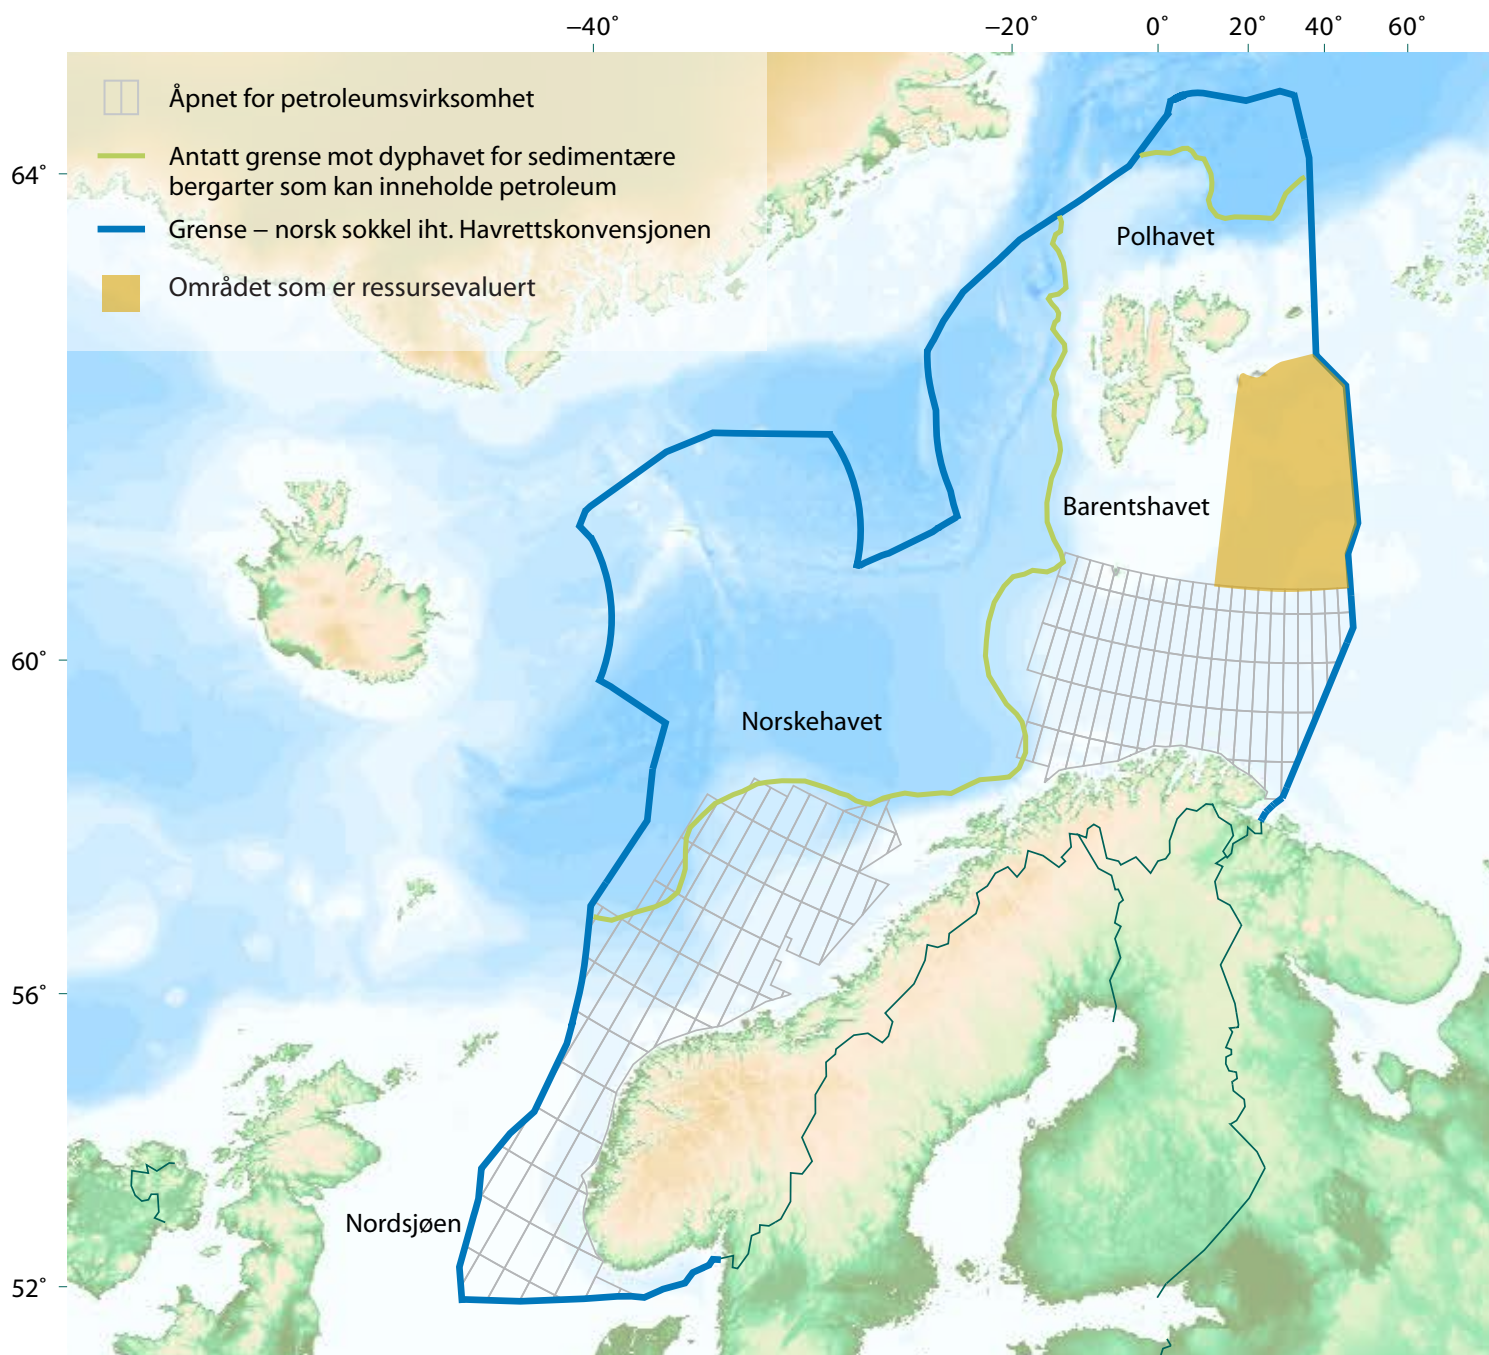 −40˚ −20˚ 0˚ 20˚ 40˚ 60˚
Åpnet for petroleumsvirksomhet
Antatt grense mot dyphavet for sedimentære
bergarter som kan inneholde petroleum
64˚
Grense – norsk sokkel iht. Havrettskonvensjonen
Polhavet
Området som er ressursevaluert
Barentshavet
60˚
Norskehavet
56˚
Nordsjøen
52˚